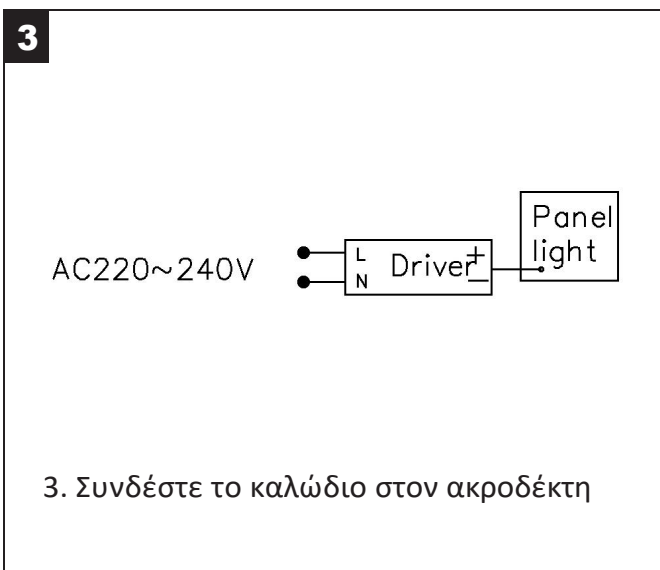 3
AC220~240V
L
N
Driver
+
−
Panel
light
3. Συνδέστε το καλώδιο στον ακροδέκτη